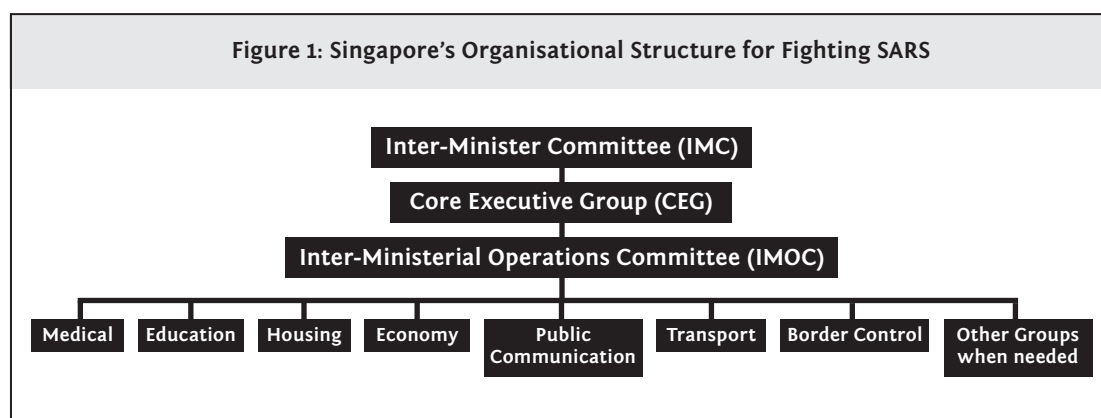 Figure 1: Singapore's Organisational Structure for Fighting SARS
Inter-Minister Committee (IMC)
Core Executive Group (CEG)
Inter-Ministerial Operations Committee (IMOC)
Medical
Education
Housing
Economy
Public
Communication
Transport
Border Control
Other Groups
when needed